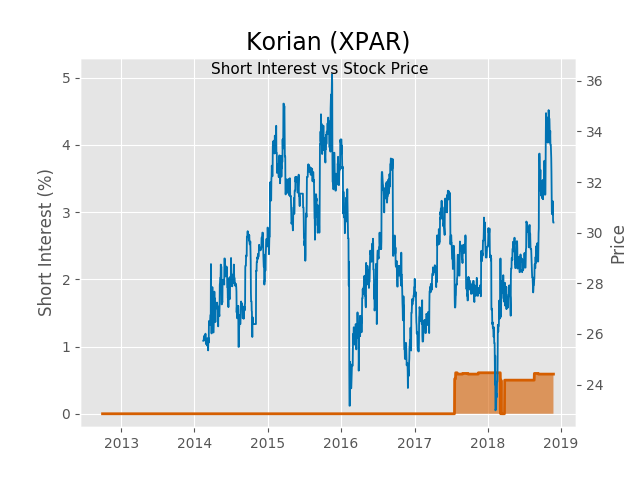 Korian (XPAR)
Short Interest vs Stock Price
Short Interest (%)
5
4
3
2
1
0
36
34
32
30
28
26
24
Price
2013 2014 2015 2016 2017 2018 2019